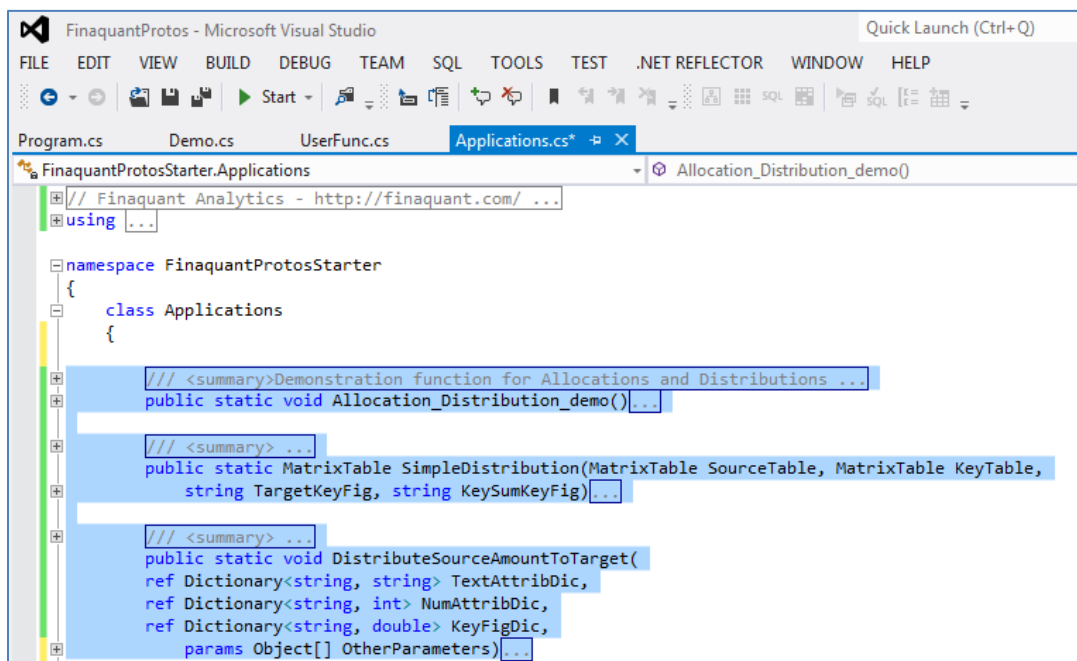 FinaquantProtos - Microsoft Visual Studio Quick Launch (Ctrl+Q)
FILE EDIT VIEW BUILD DEBUG TEAM SQL TOOLS TEST .NET REFLECTOR WINDOW HELP
Start SQL SQL
Program.cs Demo.cs UserFunc.cs Applications.cs*
FinaquantProtosStarter.Applications Allocation_Distribution_demo()
// Finaquant Analytics - http://finaquant.com/ ...
using ...
namespace FinaquantProtosStarter
{
class Applications
{
/// <summary>Demonstration function for Allocations and Distributions ...
public static void Allocation_Distribution_demo()...
/// <summary> ...
public static MatrixTable SimpleDistribution(MatrixTable SourceTable, MatrixTable KeyTable,
string TargetKeyFig, string KeySumKeyFig)...
/// <summary> ...
public static void DistributeSourceAmountToTarget(
ref Dictionary<string, string> TextAttribDic,
ref Dictionary<string, int> NumAttribDic,
ref Dictionary<string, double> KeyFigDic,
params Object[] OtherParameters)...